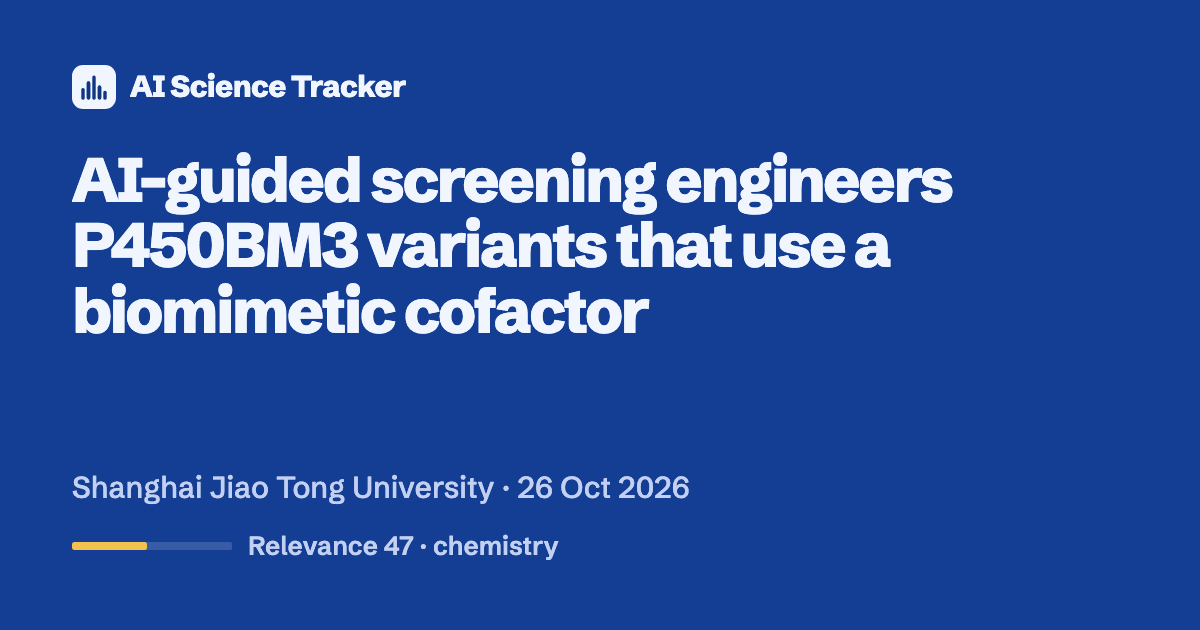 AI Science Tracker
AI-guided screening engineers
P450BM3 variants that use a
biomimetic cofactor
Shanghai Jiao Tong University · 26 Oct 2026
Relevance 47 · chemistry